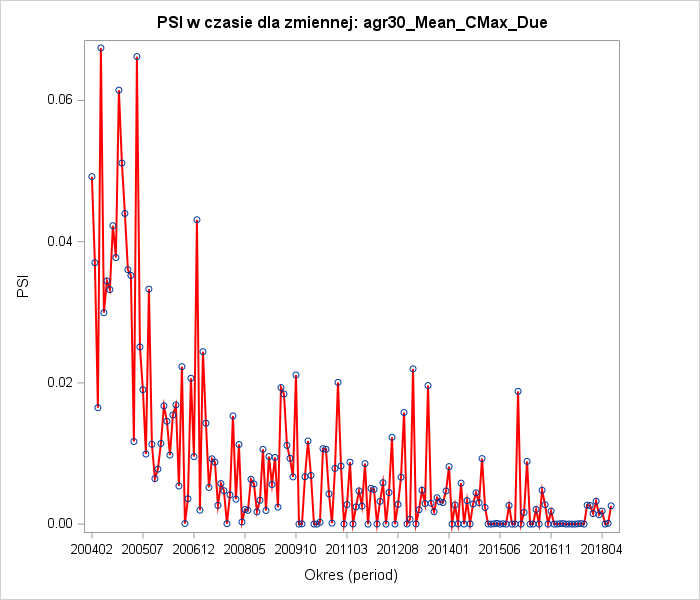 PSI w czasie dla zmiennej: agr30_Mean_CMax_Due
PSI
0.06
0.04
0.02
0.00
200402 200507 200612 200805 200910 201103 201208 201401 201506 201611 201804
Okres (period)